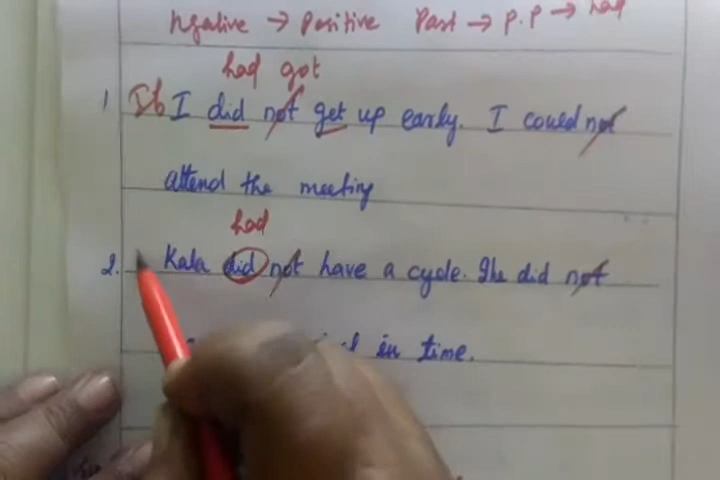 Negative → Positive Past → P.P → had
had got
1 If I did not get up early. I could not
attend the meeting
had
2. Kala did not have a cycle. She did not
in time.